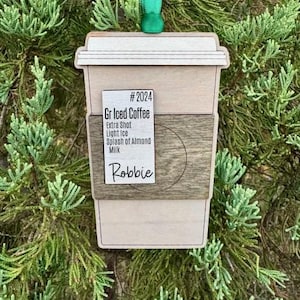 #2024
Gr Iced Coffee
Extra Shot
Light Ice
Splash of Almond
Milk
Robbie